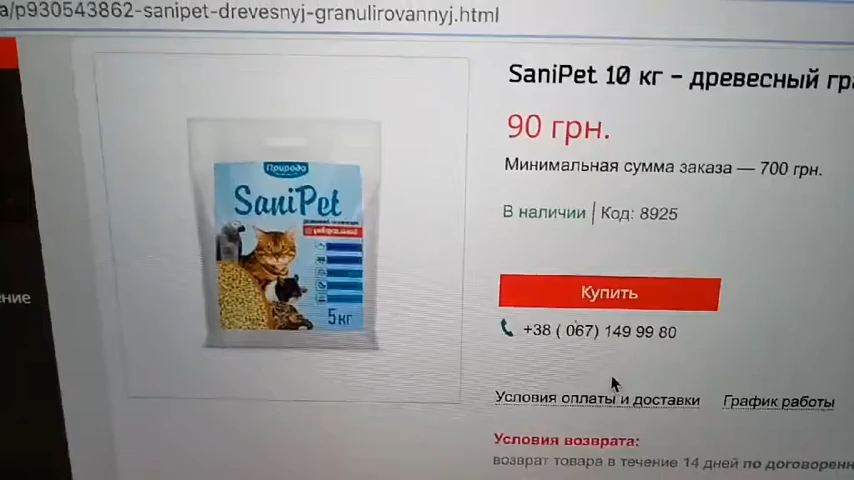 a/p930543862-sanipet-drevesnyj-granulirovannyj.html
SaniPet 10 кг - древесный гра
90 грн.
Минимальная сумма заказа — 700 грн.
В наличии | Код: 8925
Купить
+38 ( 067) 149 99 80
Условия оплаты и доставки График работы
Условия возврата:
возврат товара в течение 14 дней по договоренн
ение
Природа
SaniPet
универсальный
5кг